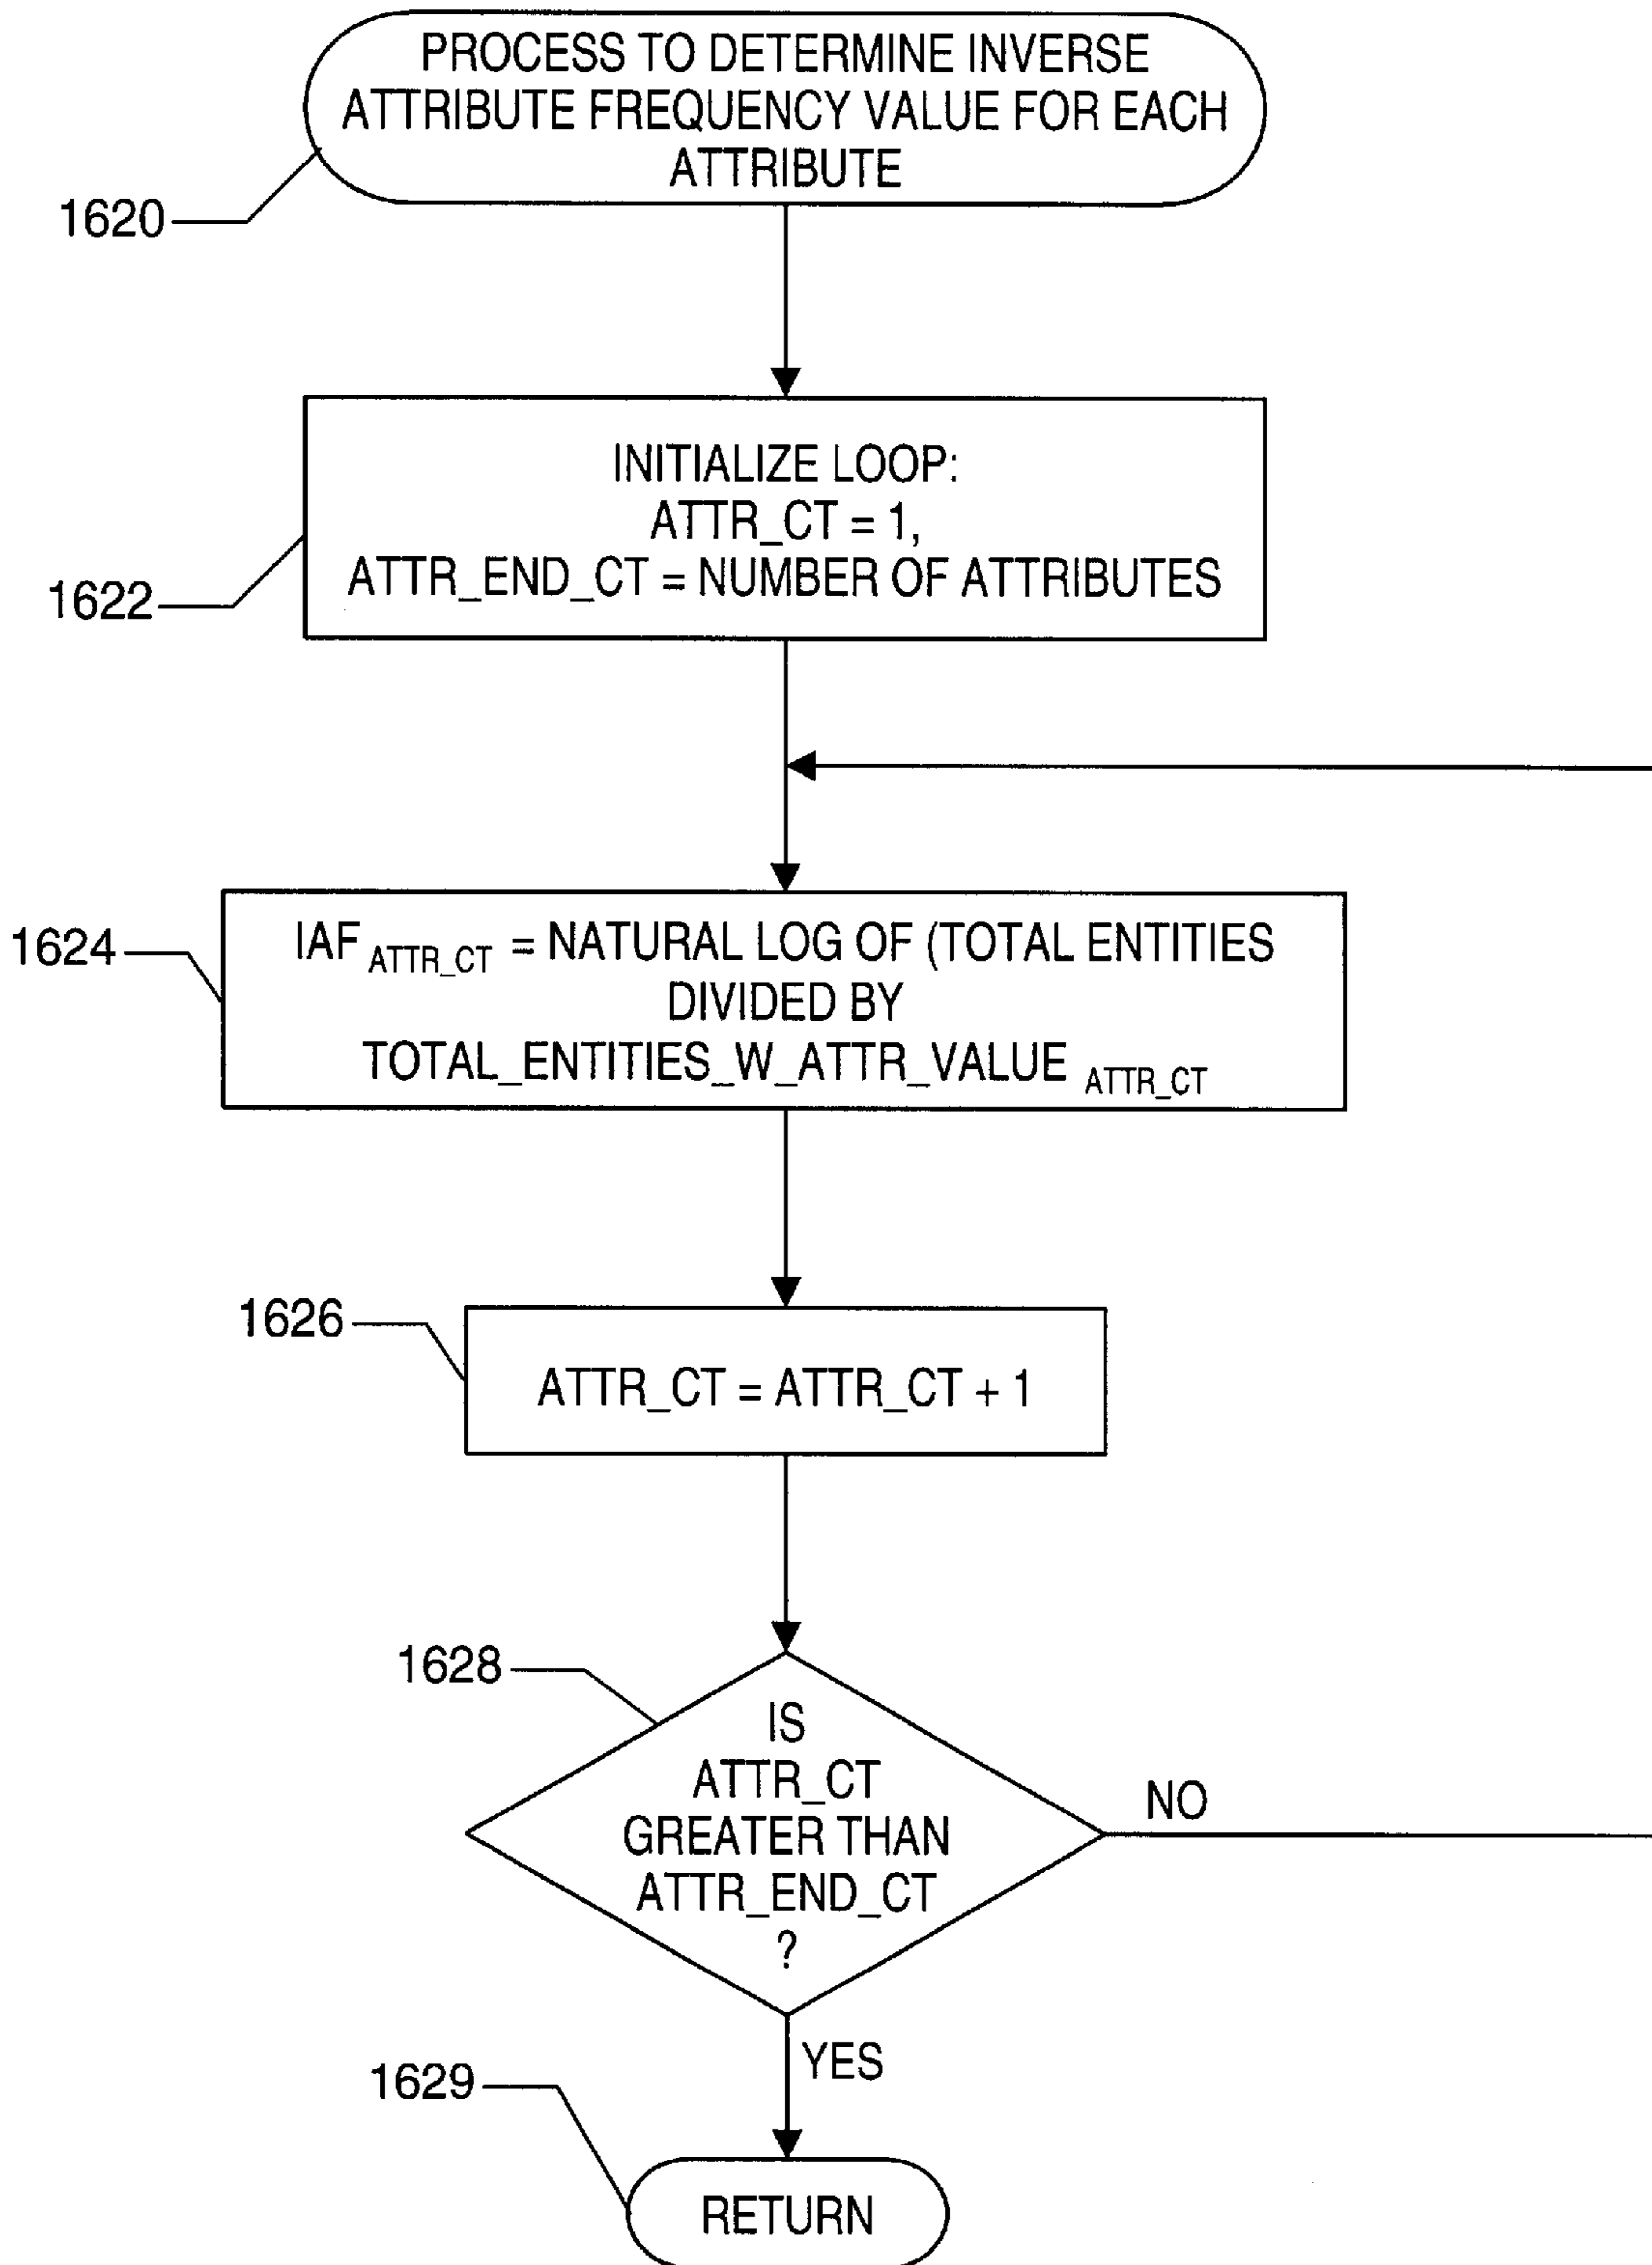 PROCESS TO DETERMINE INVERSE
ATTRIBUTE FREQUENCY VALUE FOR EACH
ATTRIBUTE
1620
INITIALIZE LOOP:
ATTR_CT = 1,
ATTR_END_CT = NUMBER OF ATTRIBUTES
1622
1624
IAF ATTR_CT = NATURAL LOG OF (TOTAL ENTITIES
DIVIDED BY
TOTAL_ENTITIES_W_ATTR_VALUE ATTR_CT
1626
ATTR_CT = ATTR_CT + 1
1628
IS
ATTR_CT
GREATER THAN
ATTR_END_CT
?
NO
YES
1629
RETURN